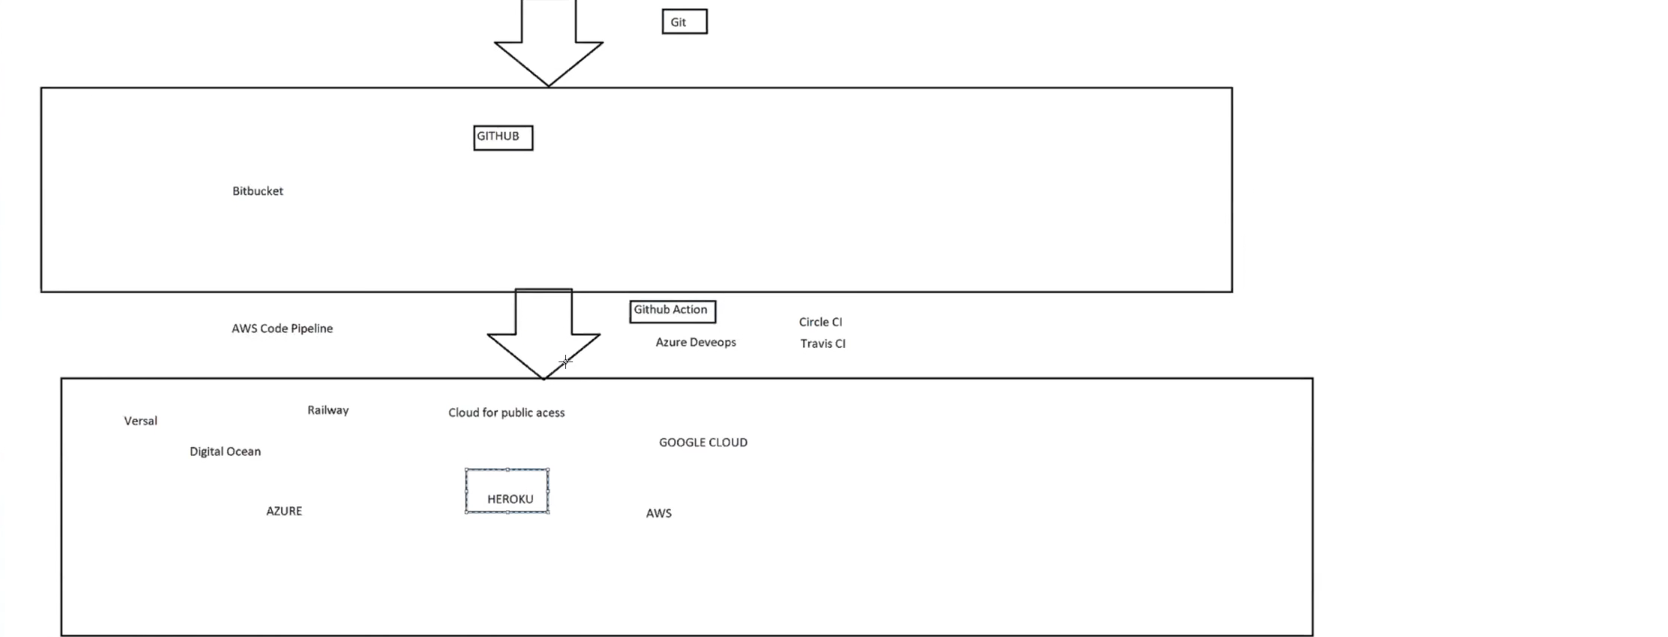 Git
GITHUB
Bitbucket
Github Action
AWS Code Pipeline
Circle CI
Azure Deveops
Travis CI
Railway
Cloud for public acess
Versal
GOOGLE CLOUD
Digital Ocean
HEROKU
AZURE
AWS